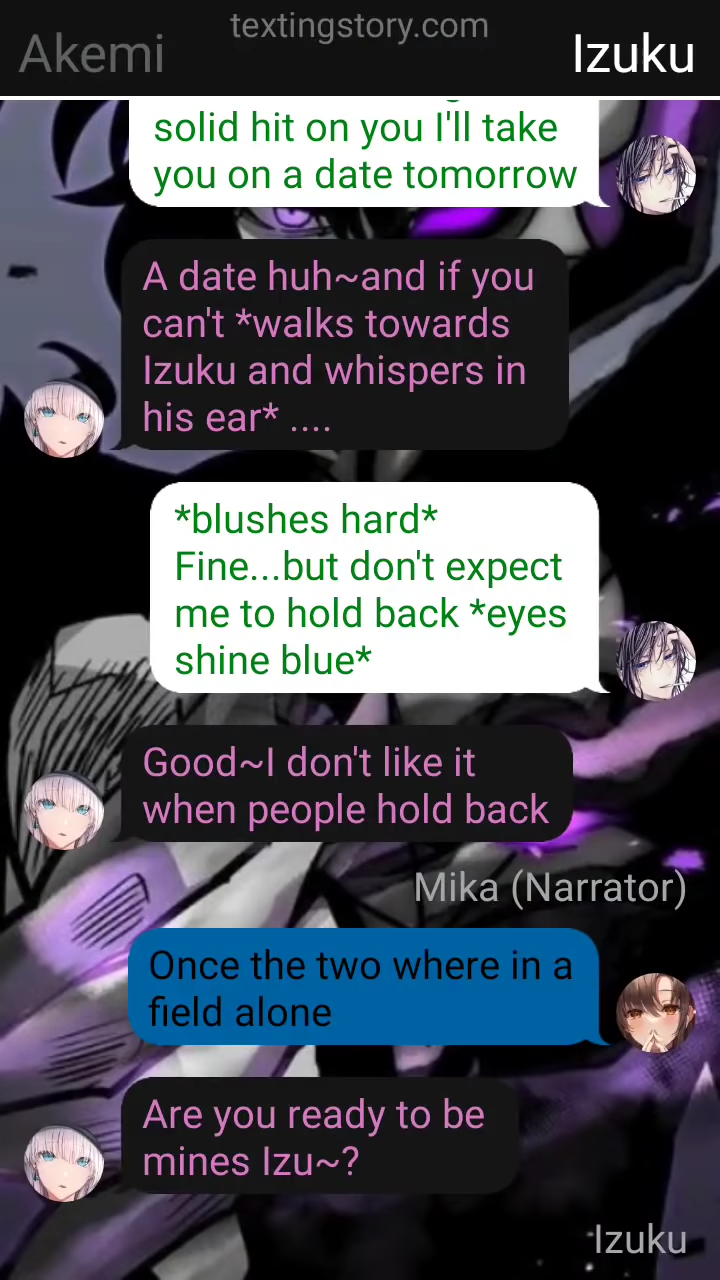 textingstory.com
Akemi
Izuku
solid hit on you I'll take
you on a date tomorrow
A date huh~and if you
can't *walks towards
Izuku and whispers in
his ear* ....
*blushes hard*
Fine...but don't expect
me to hold back *eyes
shine blue*
Good~I don't like it
when people hold back
Mika (Narrator)
Once the two where in a
field alone
Are you ready to be
mines Izu~?
Izuku